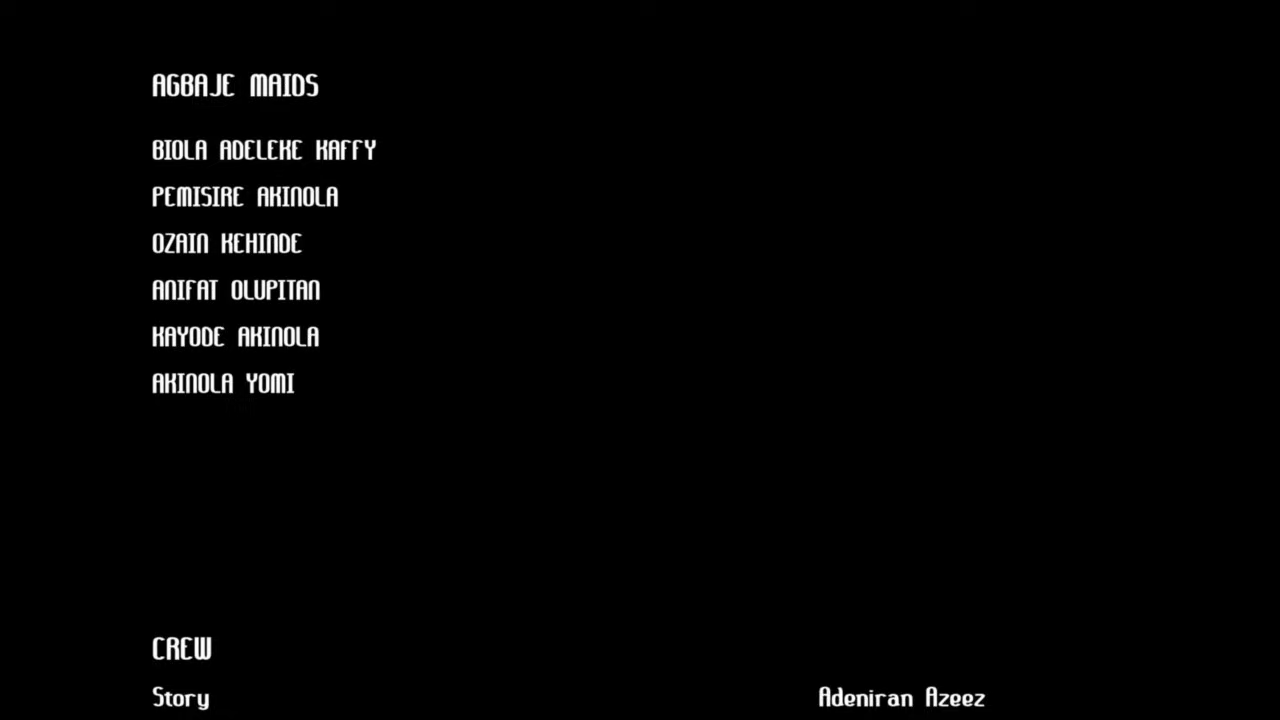 AGBAJE MAIDS
BIOLA ADELEKE KAFFY
PEMISIRE AKINOLA
OZAIN KEHINDE
ANIFAT OLUPITAN
KAYODE AKINOLA
AKINOLA YOMI
CREW
Story Adeniran Azeez